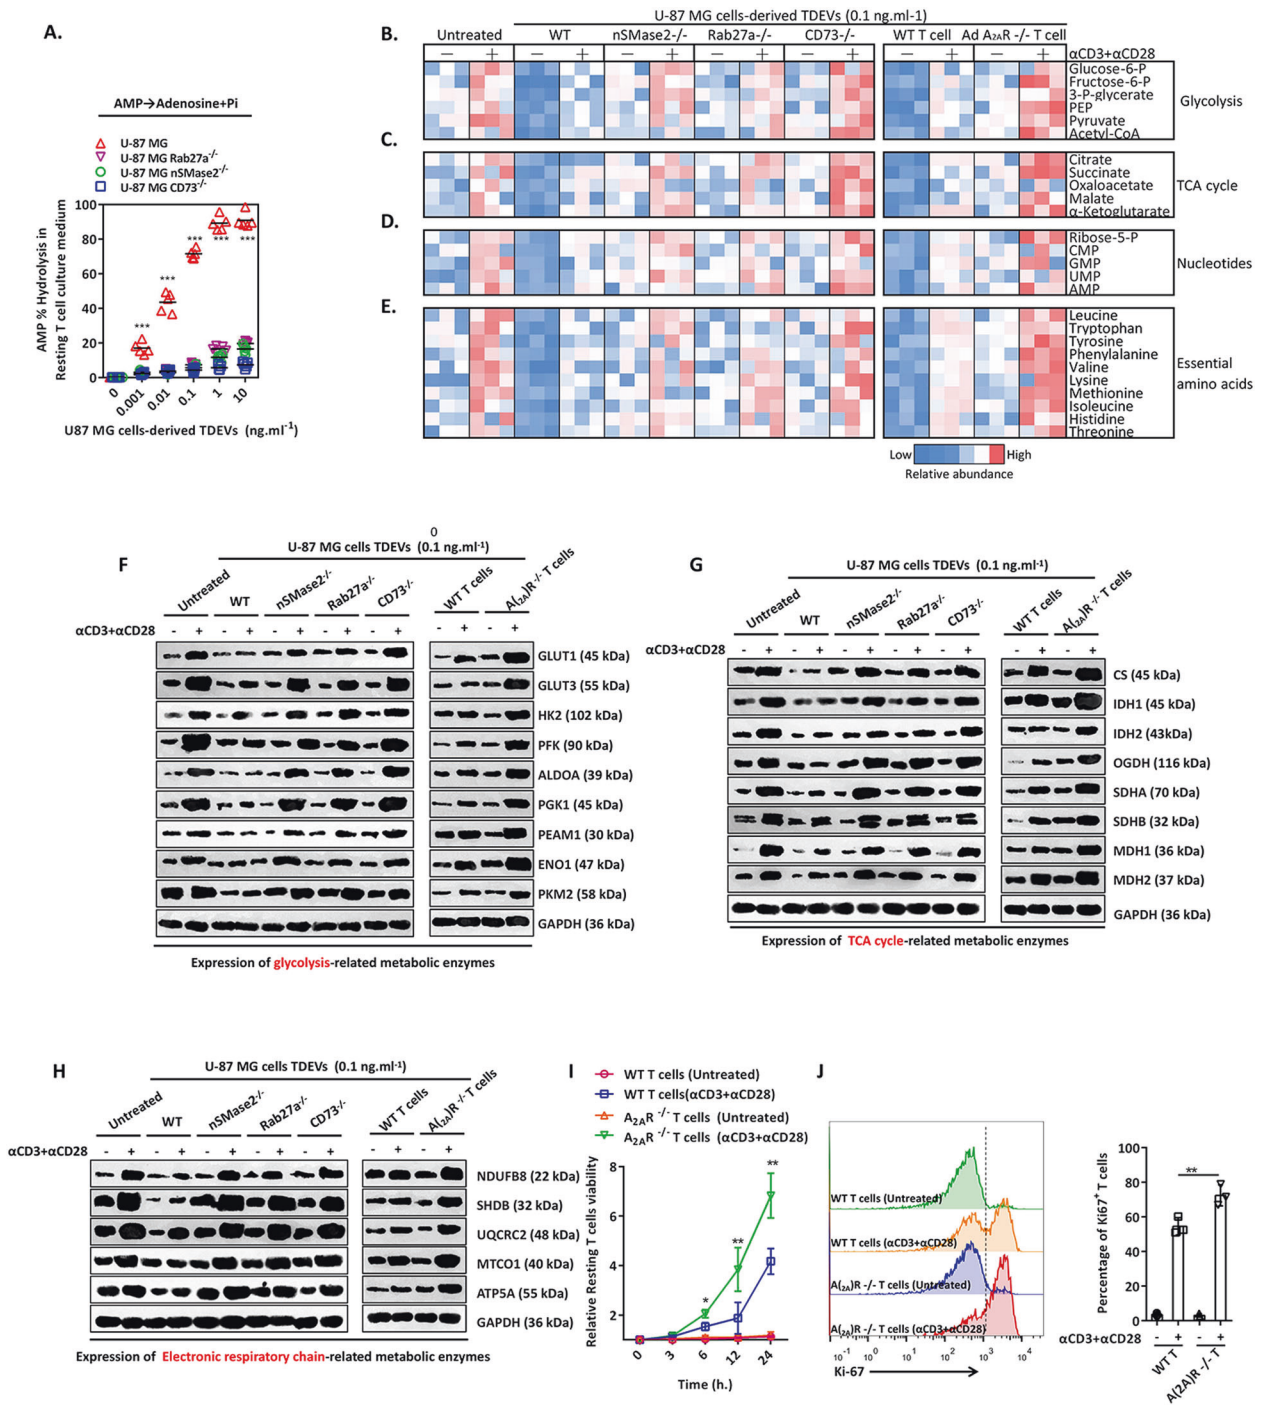 A.
AMP→Adenosine+Pi
U-87 MG
U-87 MG Rab27a-/-
U-87 MG nSMase2-/-
U-87 MG CD73-/-
AMP % Hydrolysis in
Resting T cell culture medium
100
80
60
40
20
0
***
***
***
***
***
0
0.001
0.01
0.1
1
10
U87 MG cells-derived TDEVs (ng.ml-1)
U-87 MG cells-derived TDEVs (0.1 ng.ml-1)
B.
Untreated
WT
nSMase2-/-
Rab27a-/-
CD73-/-
WT T cell
Ad A2AR -/- T cell
− + − + − + − + − + − + − +
αCD3+αCD28
Glucose-6-P
Fructose-6-P
3-P-glycerate
PEP
Pyruvate
Acetyl-CoA
Glycolysis
C.
Citrate
Succinate
Oxaloacetate
Malate
α-Ketoglutarate
TCA cycle
D.
Ribose-5-P
CMP
GMP
UMP
AMP
Nucleotides
E.
Leucine
Tryptophan
Tyrosine
Phenylalanine
Valine
Lysine
Methionine
Isoleucine
Histidine
Threonine
Essential
amino acids
Low
High
Relative abundance
F
0
U-87 MG cells TDEVs (0.1 ng.ml-1)
Untreated
WT
nSMase2-/-
Rab27a-/-
CD73-/-
WT T cells
A(2A)R -/- T cells
αCD3+αCD28
- + - + - + - + - + - + - +
GLUT1 (45 kDa)
GLUT3 (55 kDa)
HK2 (102 kDa)
PFK (90 kDa)
ALDOA (39 kDa)
PGK1 (45 kDa)
PEAM1 (30 kDa)
ENO1 (47 kDa)
PKM2 (58 kDa)
GAPDH (36 kDa)
Expression of glycolysis-related metabolic enzymes
G
U-87 MG cells TDEVs (0.1 ng.ml-1)
Untreated
WT
nSMase2-/-
Rab27a-/-
CD73-/-
WT T cells
A(2A)R -/- T cells
αCD3+αCD28
- + - + - + - + - + - + - +
CS (45 kDa)
IDH1 (45 kDa)
IDH2 (43kDa)
OGDH (116 kDa)
SDHA (70 kDa)
SDHB (32 kDa)
MDH1 (36 kDa)
MDH2 (37 kDa)
GAPDH (36 kDa)
Expression of TCA cycle-related metabolic enzymes
H
U-87 MG cells TDEVs (0.1 ng.ml-1)
Untreated
WT
nSMase2-/-
Rab27a-/-
CD73-/-
WT T cells
A(2A)R -/- T cells
αCD3+αCD28
- + - + - + - + - + - + - +
NDUFB8 (22 kDa)
SHDB (32 kDa)
UQCRC2 (48 kDa)
MTCO1 (40 kDa)
ATP5A (55 kDa)
GAPDH (36 kDa)
Expression of Electronic respiratory chain-related metabolic enzymes
I
WT T cells (Untreated)
WT T cells(αCD3+αCD28)
A2AR -/- T cells (Untreated)
A2AR -/- T cells (αCD3+αCD28)
Relative Resting T cells viability
8
6
4
2
*
**
**
0
3
6
12
24
Time (h.)
J
WT T cells (Untreated)
WT T cells (αCD3+αCD28)
A(2A)R -/- T cells (Untreated)
A(2A)R -/- T cells (αCD3+αCD28)
10-1
100
101
102
103
104
Ki-67
Percentage of Ki67+ T cells
100
80
60
40
20
0
**
αCD3+αCD28
- + - +
WT T
A(2A)R -/- T